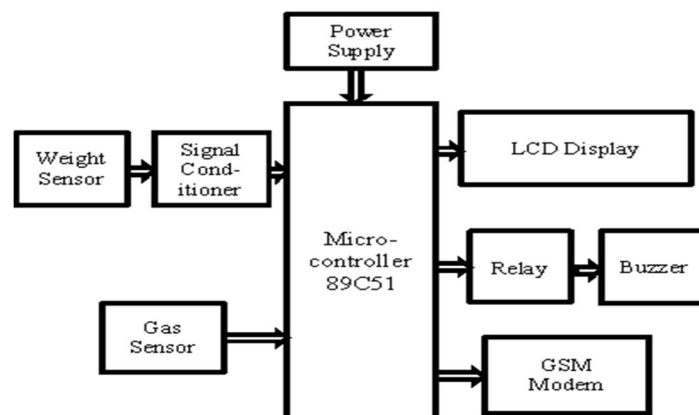 Power
Supply
Weight
Sensor
Signal
Cond-
itioner
LCD Display
Micro-
controller
89C51
Relay
Buzzer
Gas
Sensor
GSM
Modem